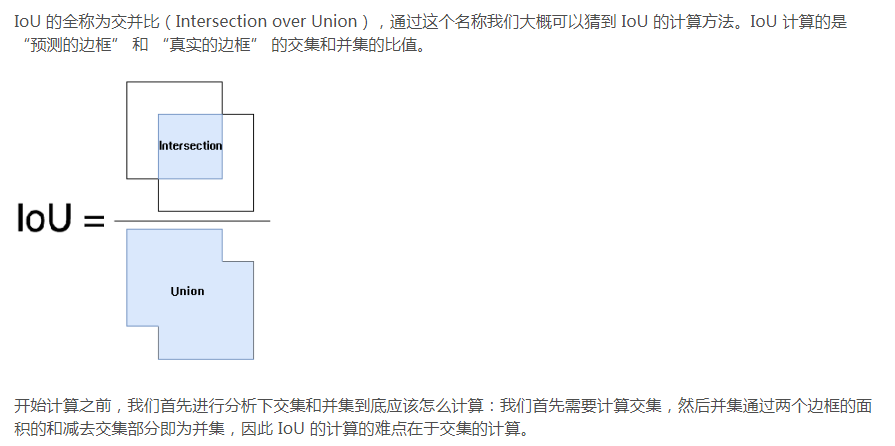 IoU 的全称为交并比（Intersection over Union），通过这个名称我们大概可以猜到 IoU 的计算方法。IoU 计算的是
“预测的边框” 和 “真实的边框” 的交集和并集的比值。
Intersection
IoU =
Union
开始计算之前，我们首先进行分析下交集和并集到底应该怎么计算：我们首先需要计算交集，然后并集通过两个边框的面
积的和减去交集部分即为并集，因此 IoU 的计算的难点在于交集的计算。